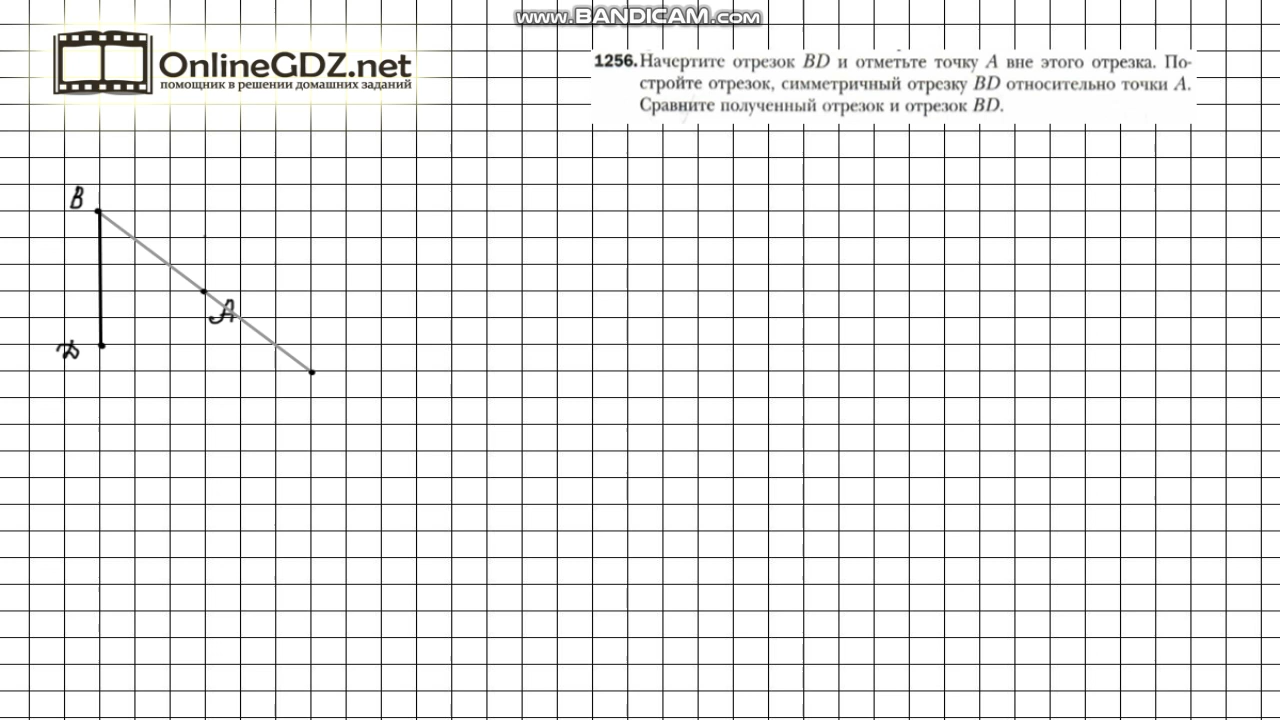 www.BANDICAM.com
OnlineGDZ.net
помощник в решении домашних заданий
1256. Начертите отрезок BD и отметьте точку A вне этого отрезка. По-
стройте отрезок, симметричный отрезку BD относительно точки A.
Сравните полученный отрезок и отрезок BD.
B
A
D